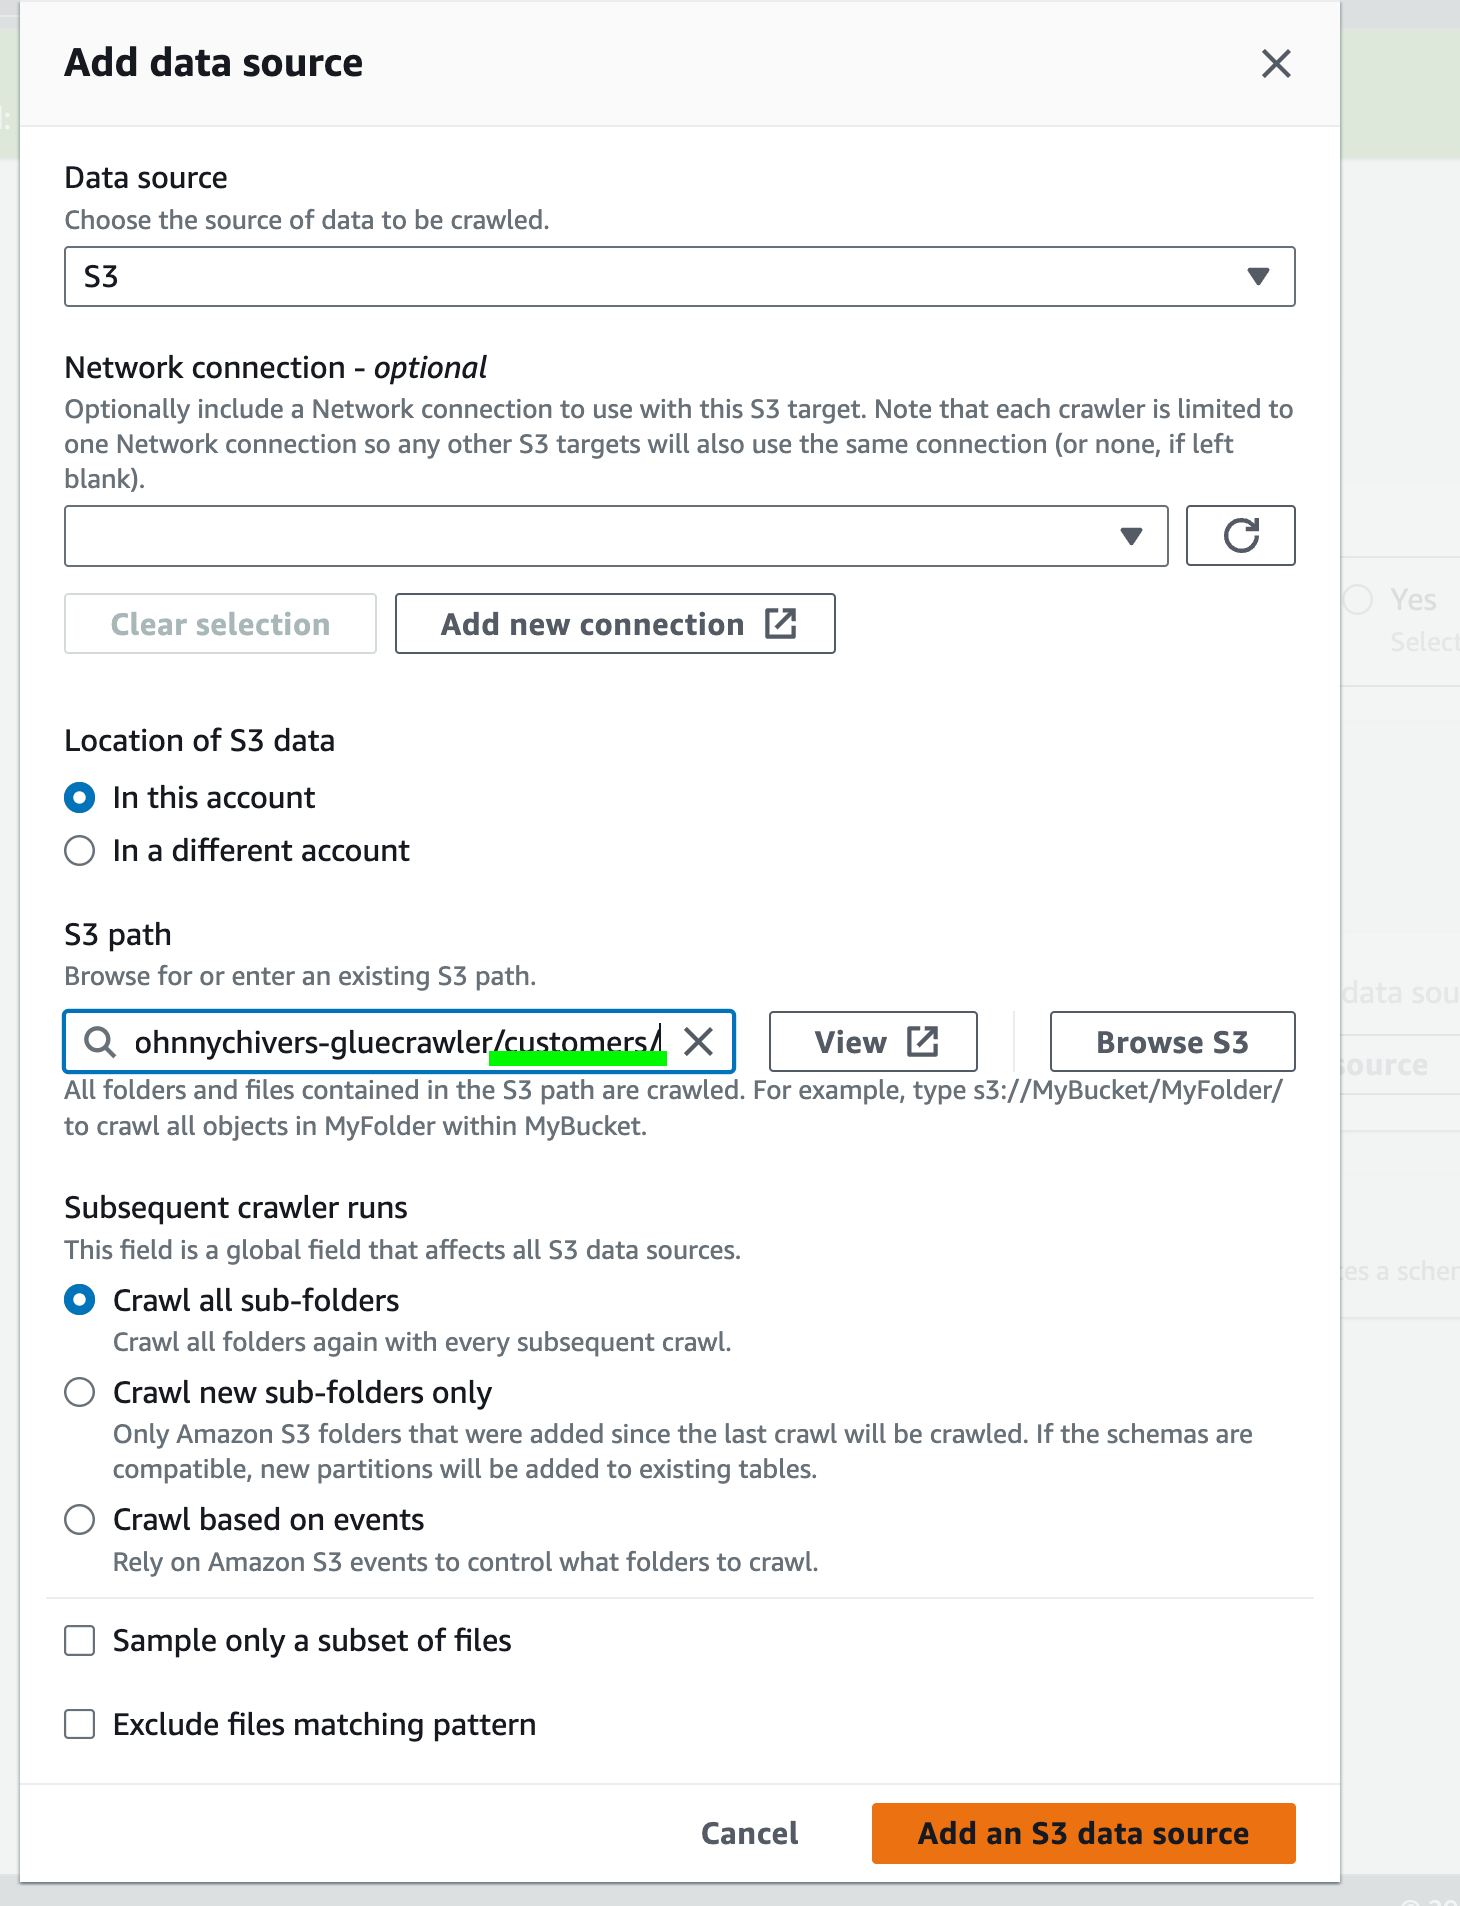 Add data source
Data source
Choose the source of data to be crawled.
S3
Network connection - optional
Optionally include a Network connection to use with this S3 target. Note that each crawler is limited to
one Network connection so any other S3 targets will also use the same connection (or none, if left
blank).
Clear selection
Add new connection
Yes
Select
Location of S3 data
In this account
In a different account
S3 path
Browse for or enter an existing S3 path.
ohnnychivers-gluecrawler/customers/
View
Browse S3
data sou
source
All folders and files contained in the S3 path are crawled. For example, type s3://MyBucket/MyFolder/
to crawl all objects in MyFolder within MyBucket.
Subsequent crawler runs
This field is a global field that affects all S3 data sources.
Crawl all sub-folders
Crawl all folders again with every subsequent crawl.
Crawl new sub-folders only
Only Amazon S3 folders that were added since the last crawl will be crawled. If the schemas are
compatible, new partitions will be added to existing tables.
Crawl based on events
Rely on Amazon S3 events to control what folders to crawl.
Sample only a subset of files
Exclude files matching pattern
Cancel
Add an S3 data source